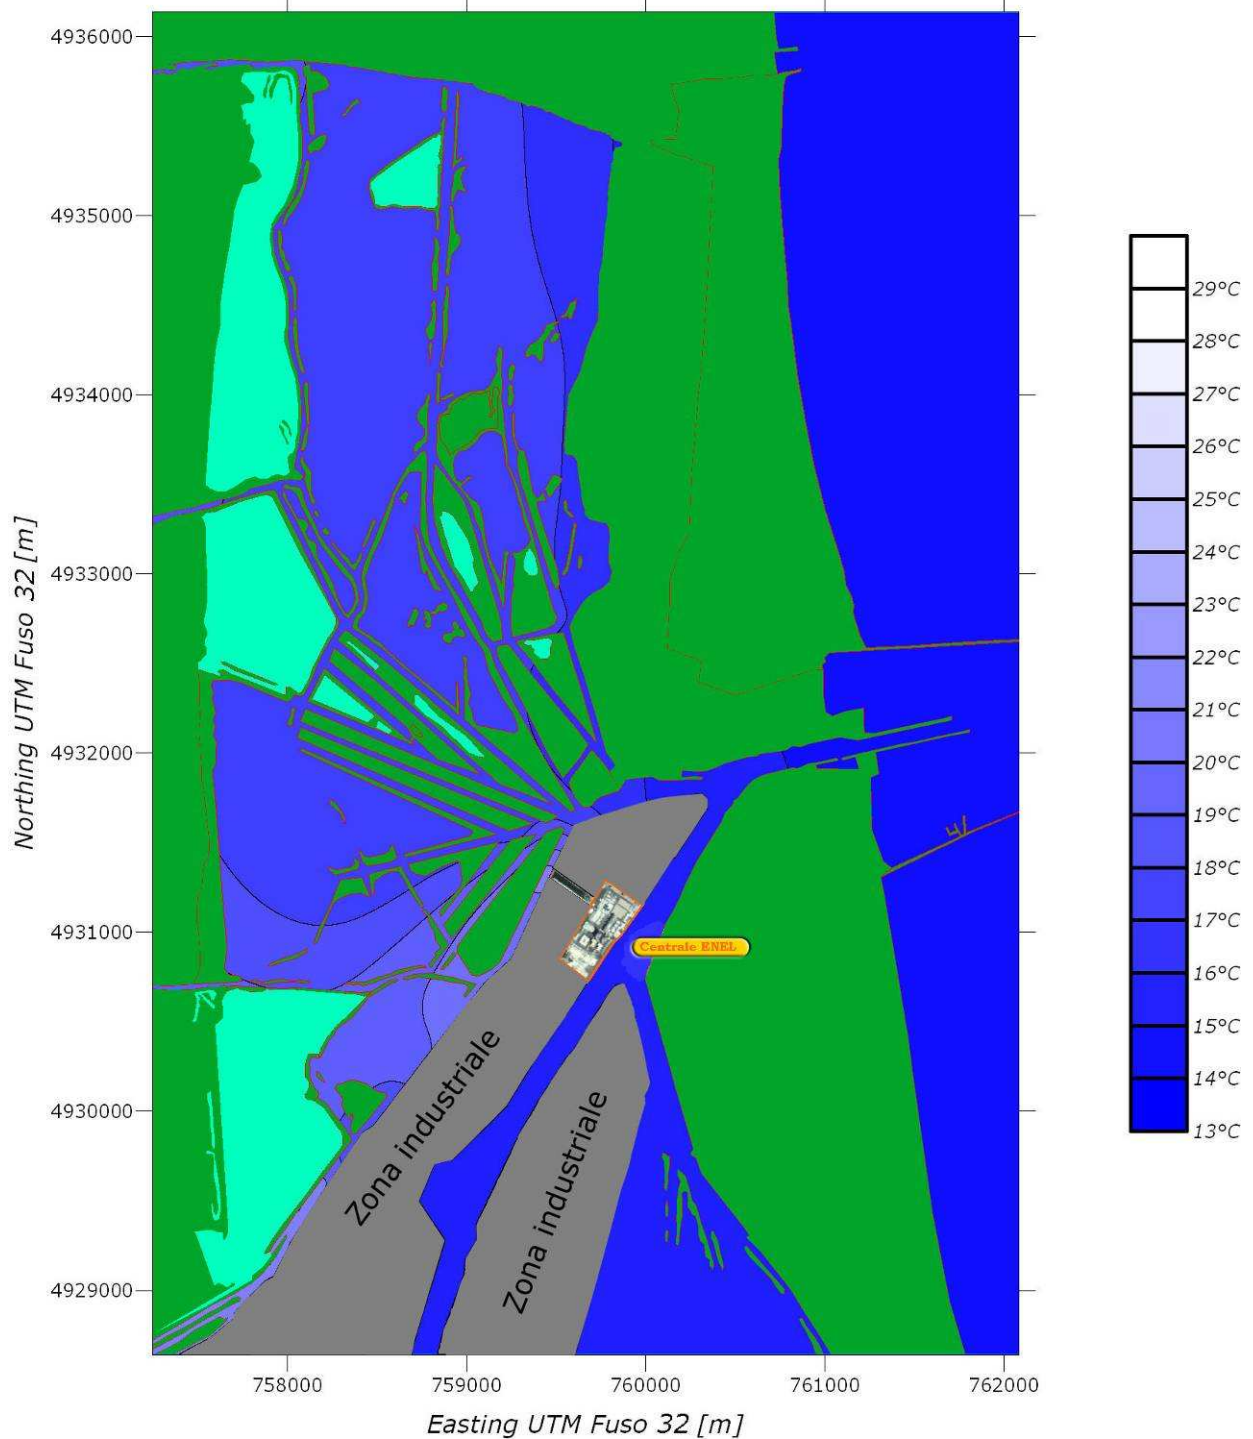 4936000
4935000
4934000
4933000
4932000
4931000
4930000
4929000
Northing UTM Fuso 32 [m]
758000
759000
760000
761000
762000
Easting UTM Fuso 32 [m]
Centrale ENEL
Zona industriale
Zona industriale
29°C
28°C
27°C
26°C
25°C
24°C
23°C
22°C
21°C
20°C
19°C
18°C
17°C
16°C
15°C
14°C
13°C